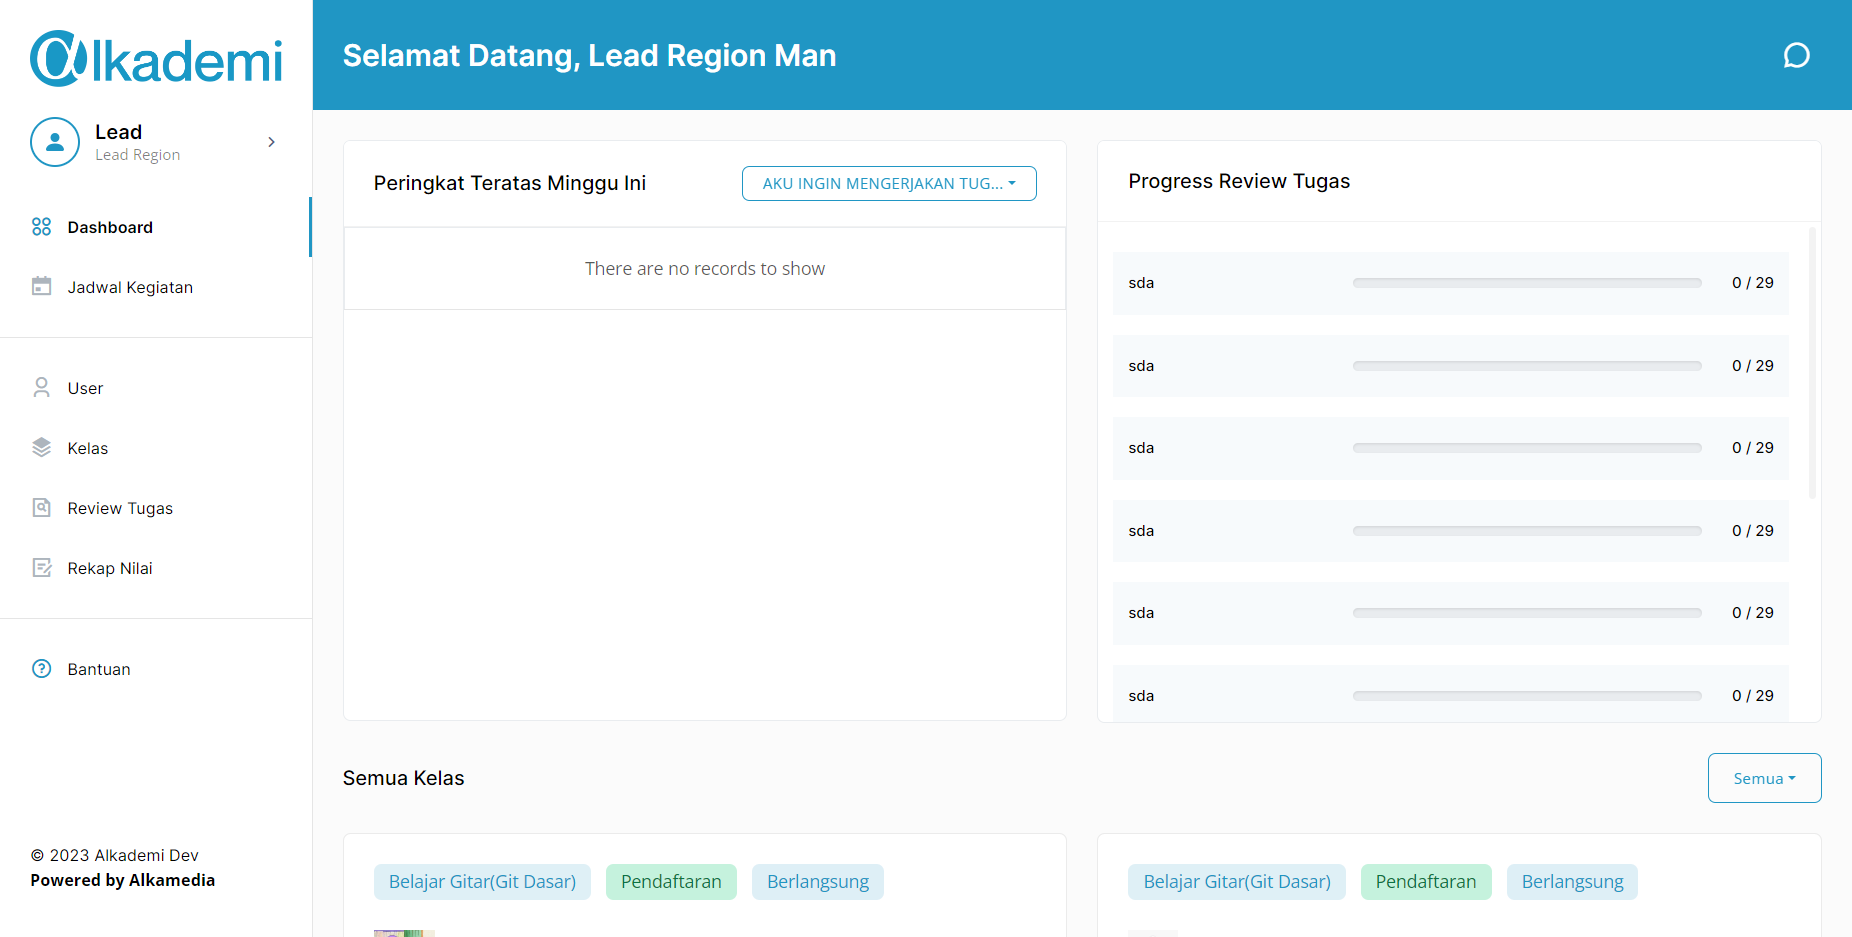 @lkademi
Lead
Lead Region
Dashboard
Jadwal Kegiatan
User
Kelas
Review Tugas
Rekap Nilai
Bantuan
© 2023 Alkademi Dev
Powered by Alkamedia
Selamat Datang, Lead Region Man
Peringkat Teratas Minggu Ini
AKU INGIN MENGERJAKAN TUG...
There are no records to show
Progress Review Tugas
sda 0 / 29
sda 0 / 29
sda 0 / 29
sda 0 / 29
sda 0 / 29
sda 0 / 29
Semua Kelas
Semua
Belajar Gitar(Git Dasar) Pendaftaran Berlangsung
Belajar Gitar(Git Dasar) Pendaftaran Berlangsung